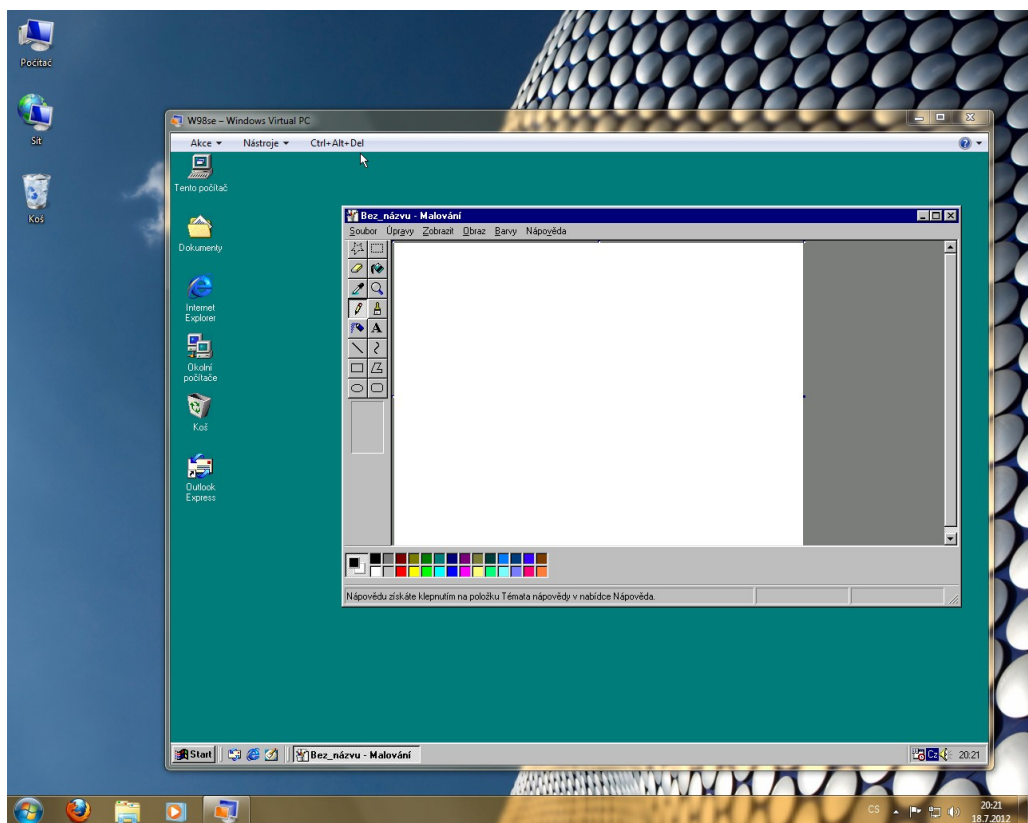 Počítač
Síť
Koš
W98se – Windows Virtual PC
Akce
Nástroje
Ctrl+Alt+Del
Tento počítač
Dokumenty
Internet
Explorer
Okolní
počítače
Koš
Outlook
Express
Bez_názvu - Malování
Soubor Úpravy Zobrazit Obraz Barvy Nápověda
A
Nápovědu získáte klepnutím na položku Témata nápovědy v nabídce Nápověda.
Start
Bez_názvu - Malování
Cz
20:21
CS
20:21
18.7.2012